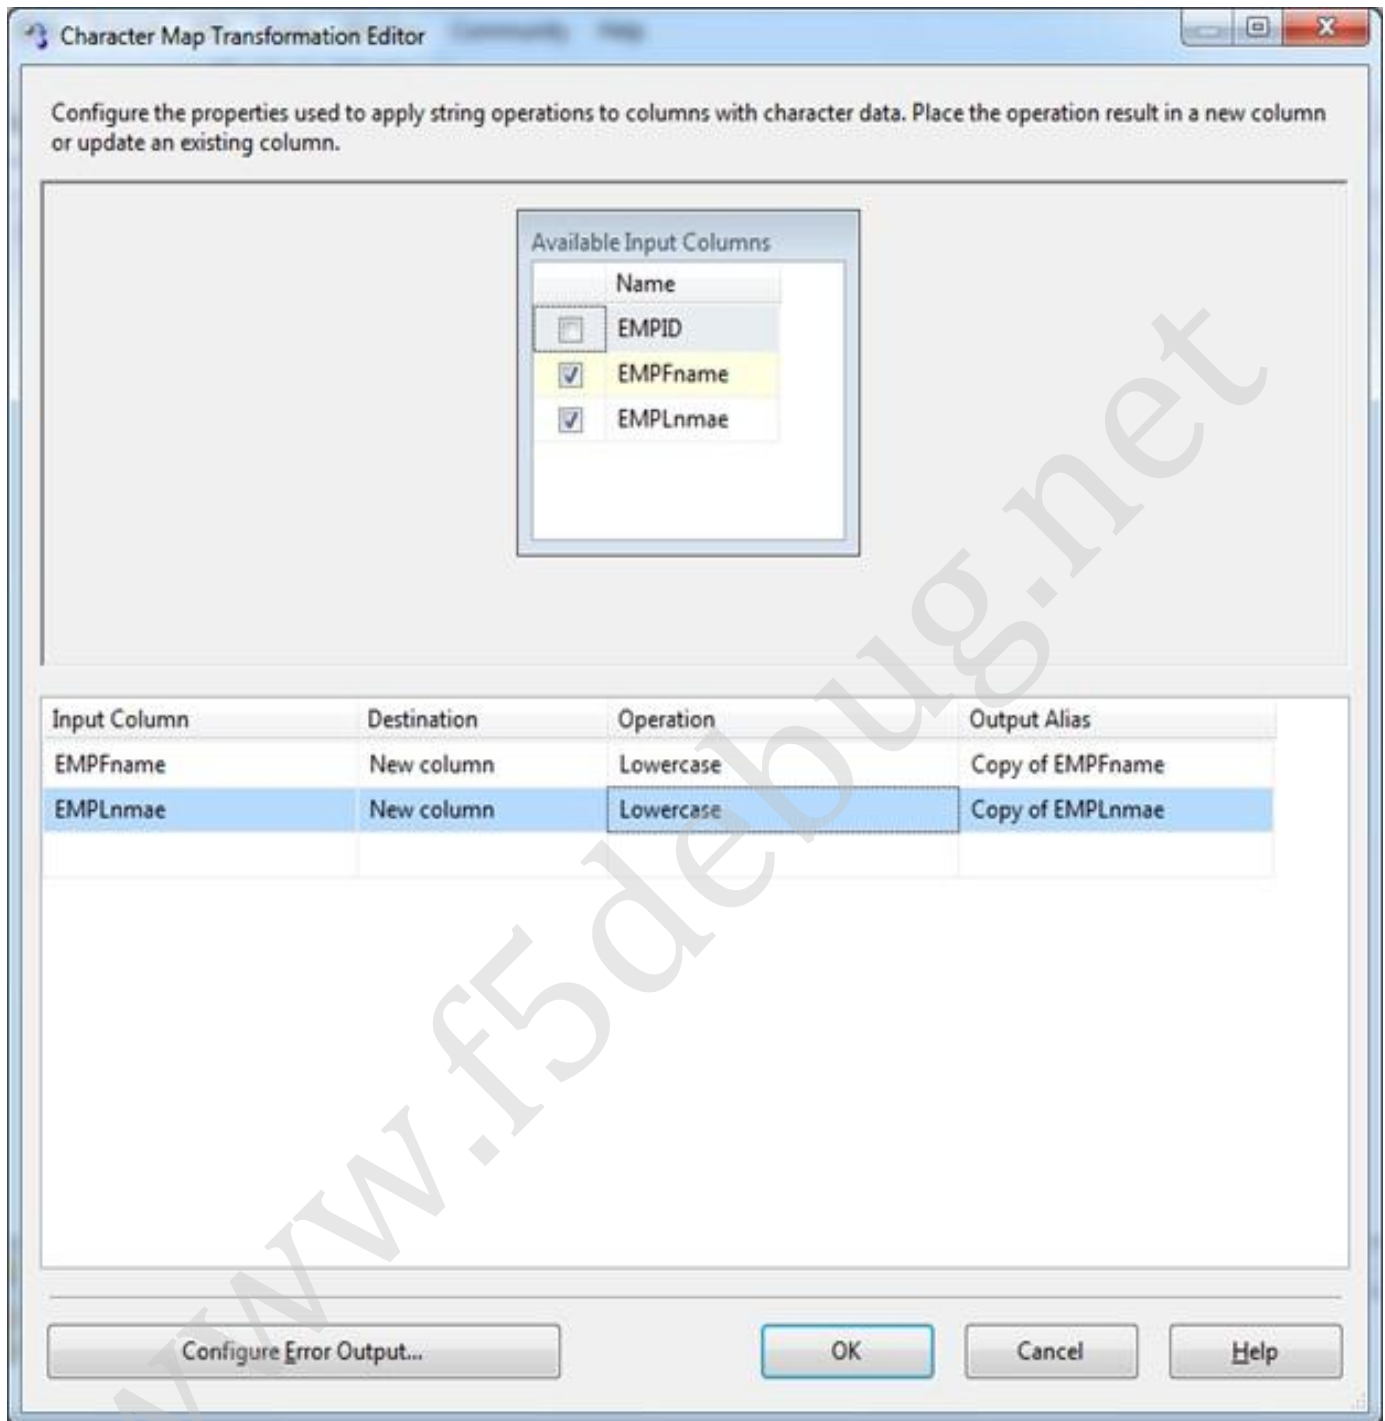 Character Map Transformation Editor
Configure the properties used to apply string operations to columns with character data. Place the operation result in a new column
or update an existing column.
Available Input Columns
Name
EMPID
EMPFname
EMPLnmae
Input Column Destination Operation Output Alias
EMPFname New column Lowercase Copy of EMPFname
EMPLnmae New column Lowercase Copy of EMPLnmae
Configure Error Output... OK Cancel Help
www.f5debug.net